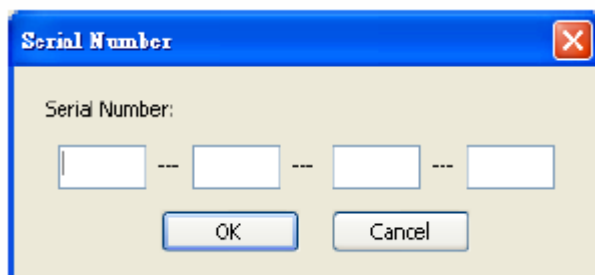 Serial Number
Serial Number:
--- --- ---
OK Cancel